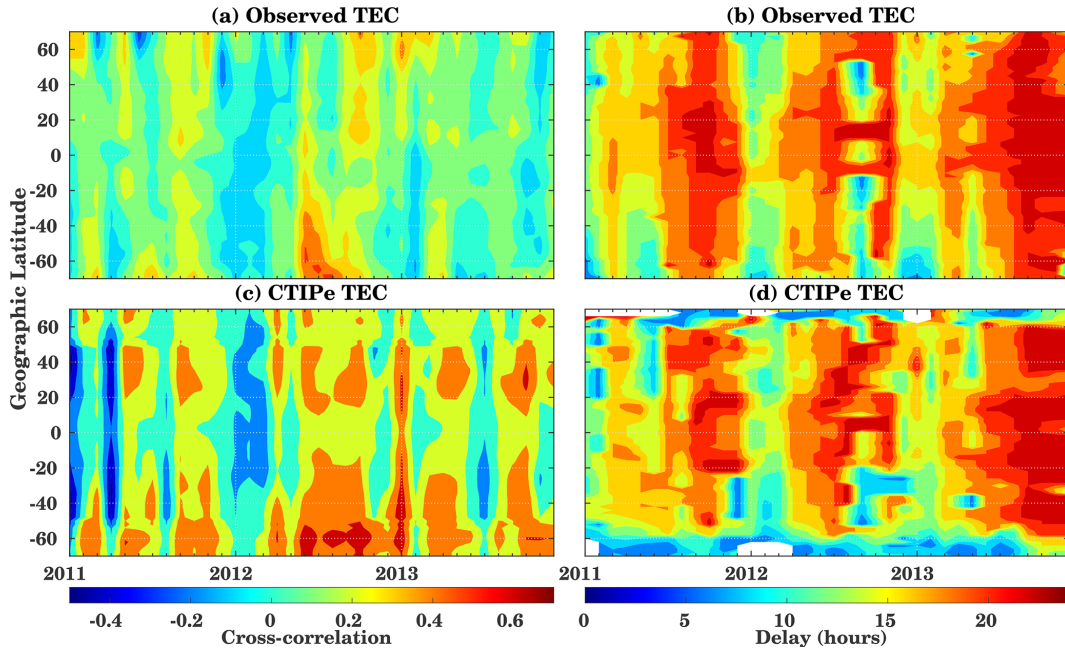 (a) Observed TEC
(b) Observed TEC
60
40
20
0
-20
-40
-60
(c) CTIPe TEC
(d) CTIPe TEC
60
40
20
0
-20
-40
-60
Geographic Latitude
2011 2012 2013
2011 2012 2013
-0.4 -0.2 0 0.2 0.4 0.6
Cross-correlation
0 5 10 15 20
Delay (hours)